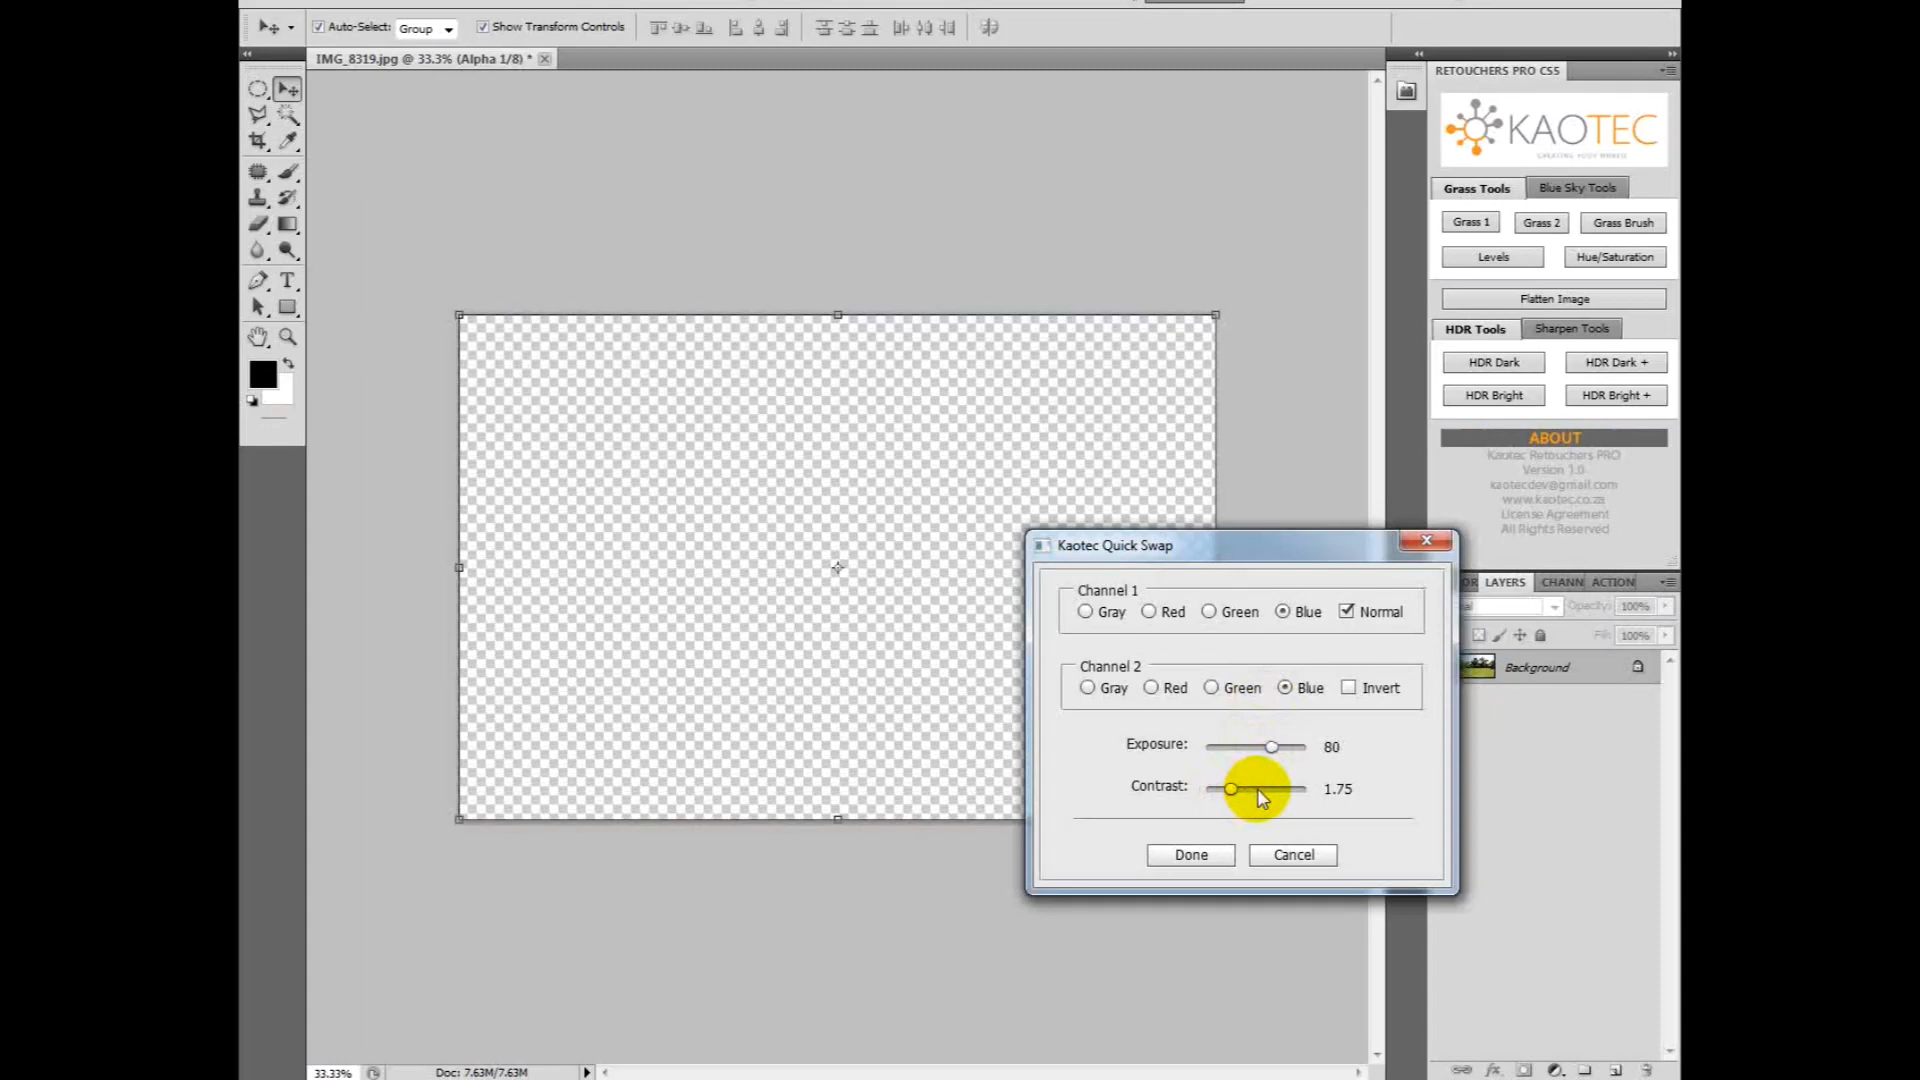 Auto-Select: Group Show Transform Controls
IMG_8319.jpg @ 33.3% (Alpha 1/8) *
RETOUCHERS PRO CS5
KAOTEC
Grass Tools Blue Sky Tools
Grass 1 Grass 2 Grass Brush
Levels Hue/Saturation
Flatten Image
HDR Tools Sharpen Tools
HDR Dark HDR Dark +
HDR Bright HDR Bright +
ABOUT
Kaotec Retouchers PRO
Version 1.0
kaotecdev@gmail.com
www.kaotec.co.za
License Agreement
All Rights Reserved
T
Kaotec Quick Swap
Channel 1
Gray Red Green Blue Normal
Channel 2
Gray Red Green Blue Invert
Exposure: 80
Contrast: 1.75
Done Cancel
OR LAYERS CHANN ACTION
al Opacity: 100%
Fill: 100%
Background
33.33% Doc: 7.63M/7.63M
fx